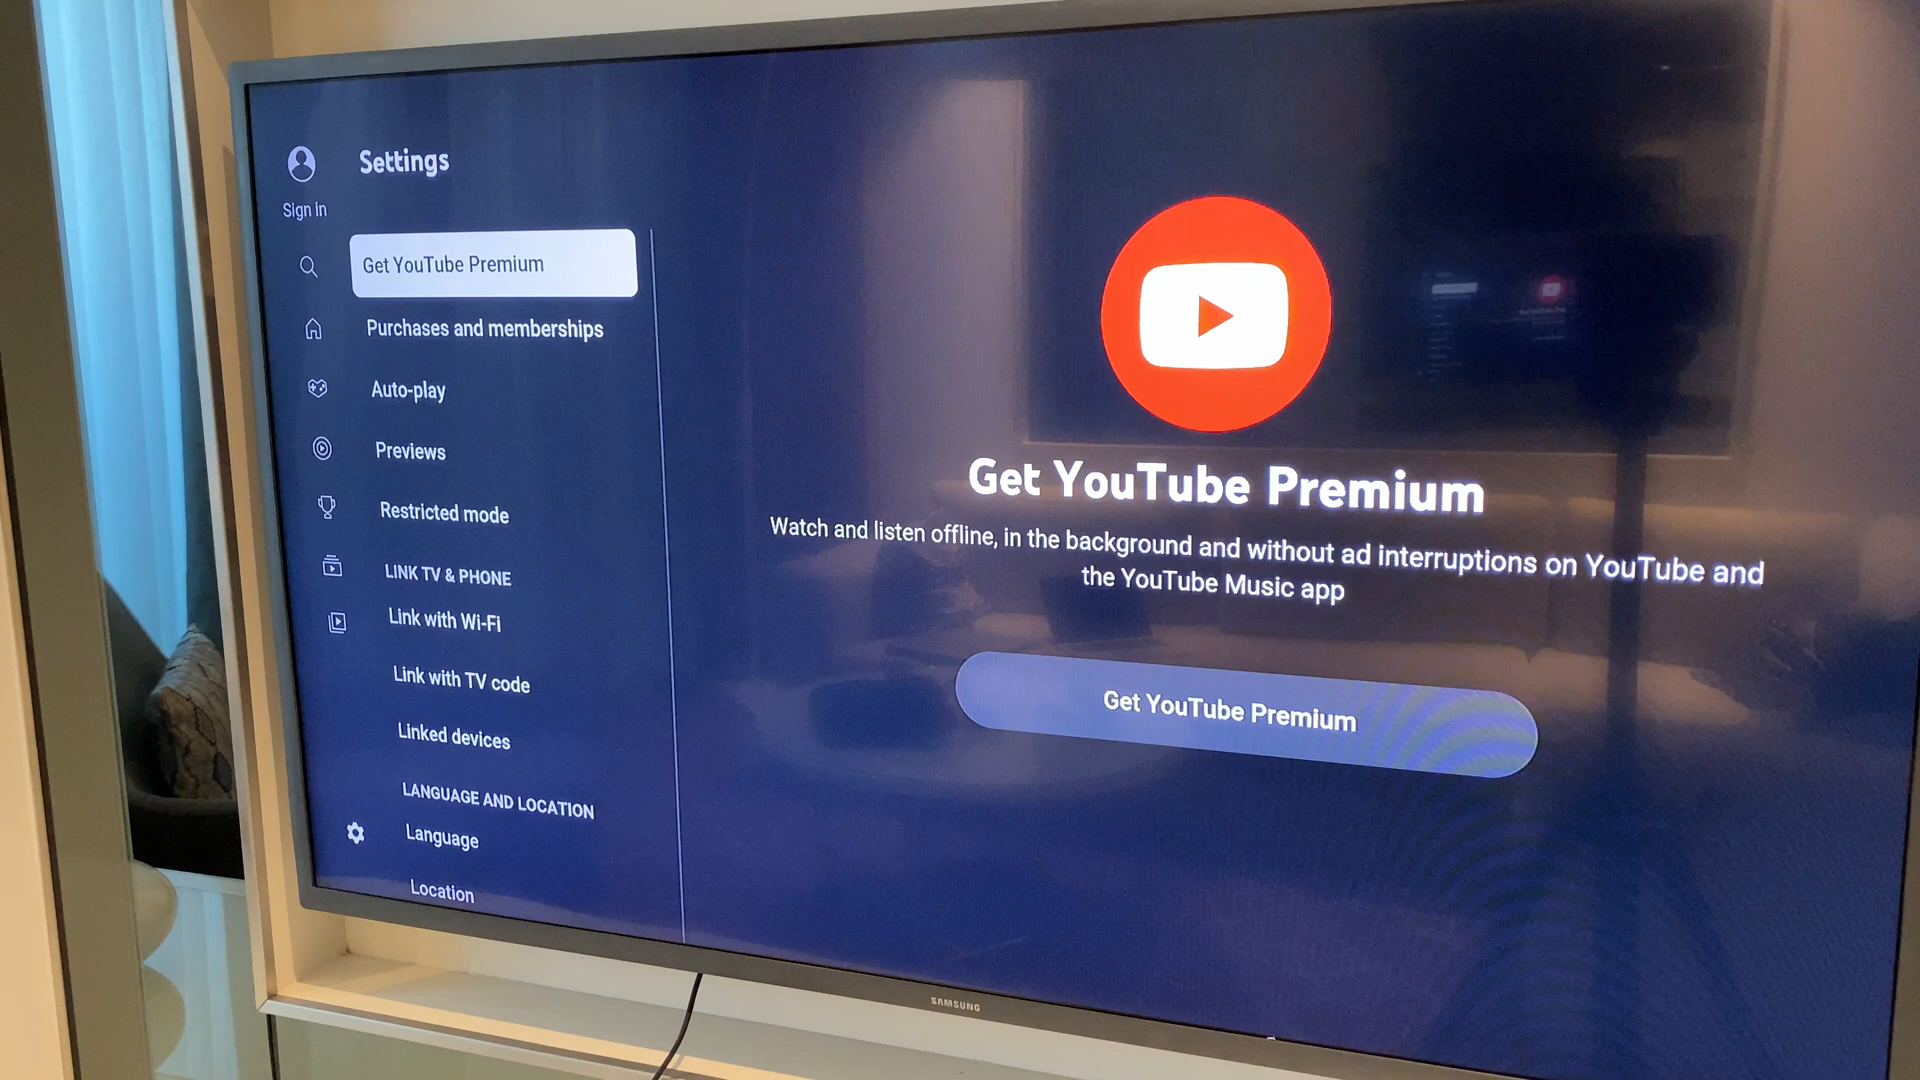 Settings
Sign in
Get YouTube Premium
Purchases and memberships
Auto-play
Previews
Restricted mode
LINK TV & PHONE
Link with Wi-Fi
Link with TV code
Linked devices
LANGUAGE AND LOCATION
Language
Location
Get YouTube Premium
Watch and listen offline, in the background and without ad interruptions on YouTube and
the YouTube Music app
Get YouTube Premium
SAMSUNG